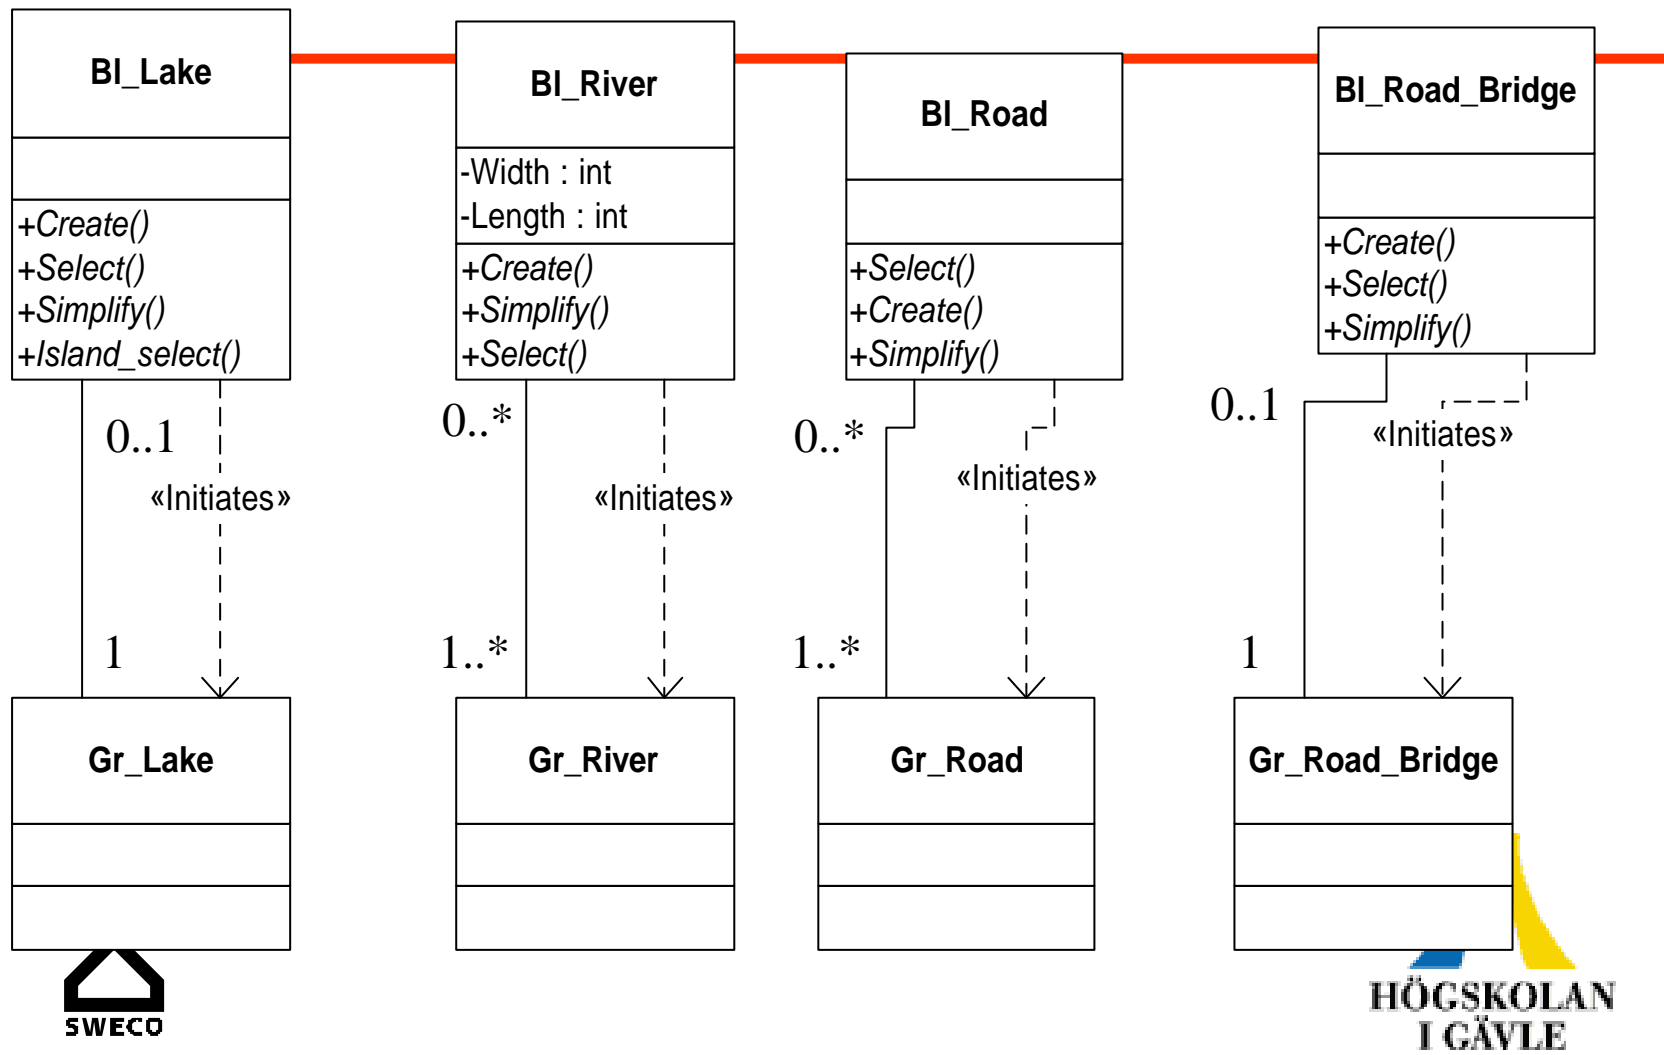 Bl_Lake
+Create()
+Select()
+Simplify()
+Island_select()
Bl_River
-Width : int
-Length : int
+Create()
+Simplify()
+Select()
Bl_Road
+Select()
+Create()
+Simplify()
Bl_Road_Bridge
+Create()
+Select()
+Simplify()
0..1
«Initiates»
1
0..*
«Initiates»
1..*
0..*
«Initiates»
1..*
0..1
«Initiates»
1
Gr_Lake
Gr_River
Gr_Road
Gr_Road_Bridge
SWECO
HÖGSKOLAN
I GÄVLE